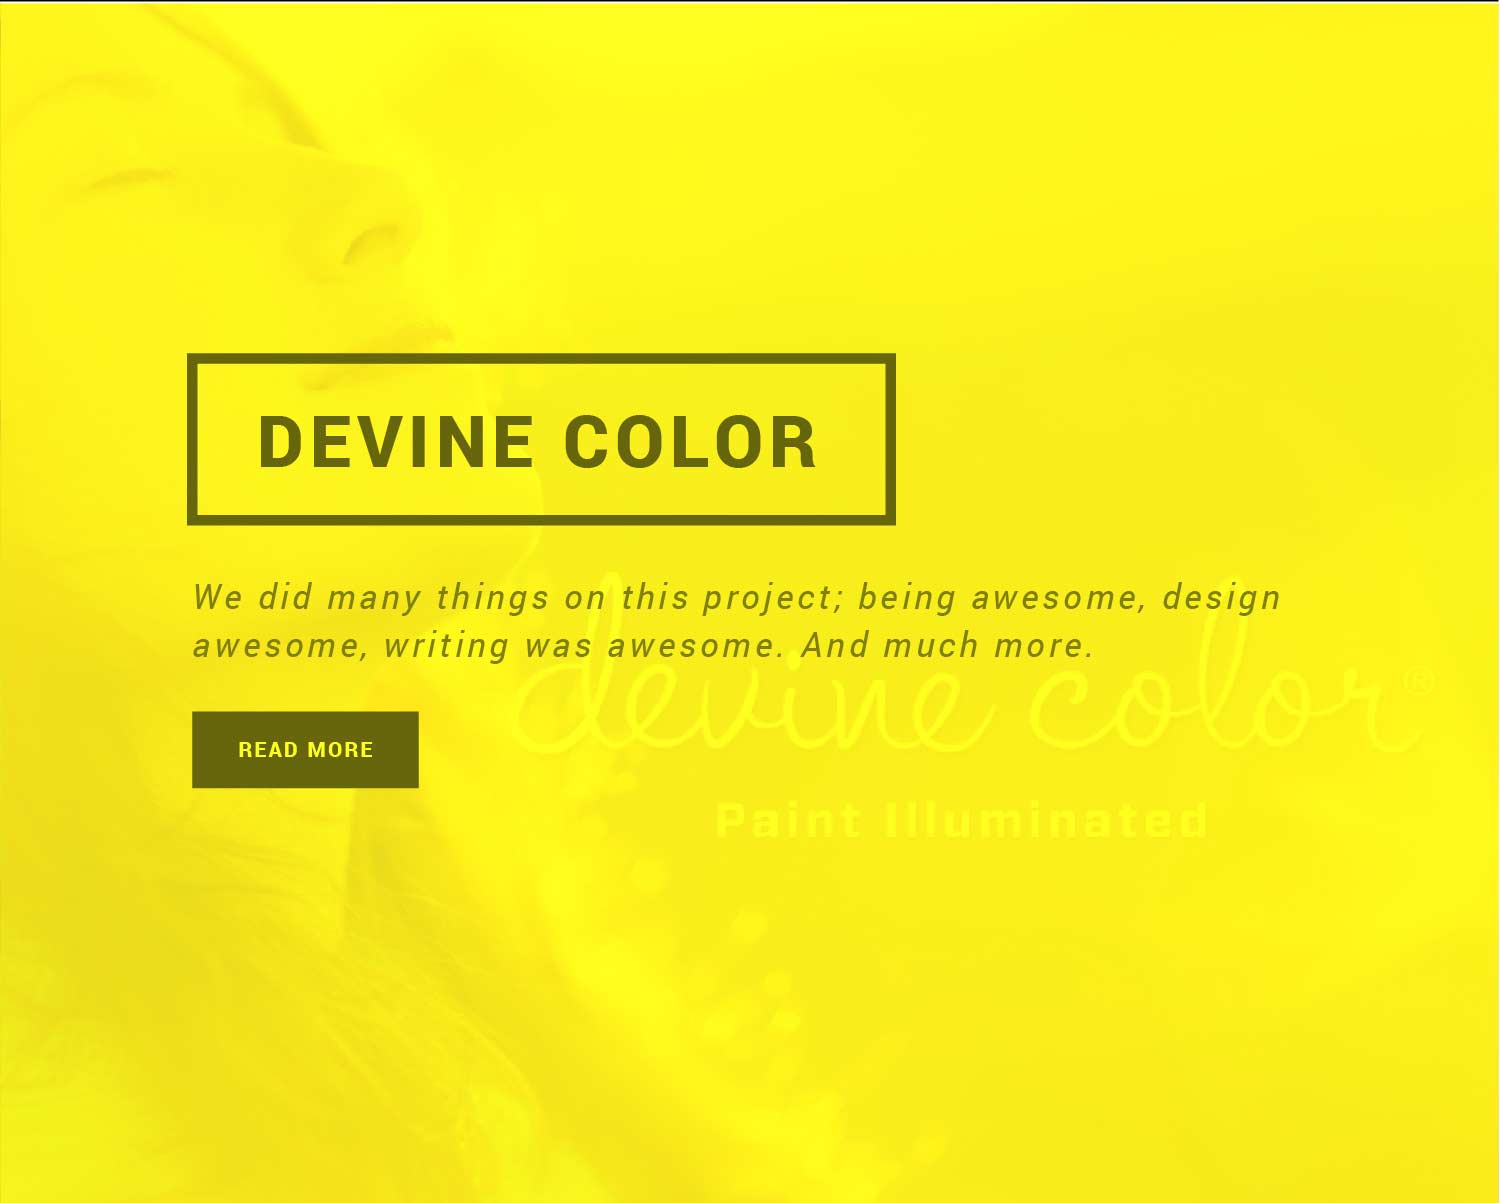 DEVINE COLOR
We did many things on this project; being awesome, design
awesome, writing was awesome. And much more.
devine color®
READ MORE
Paint Illuminated